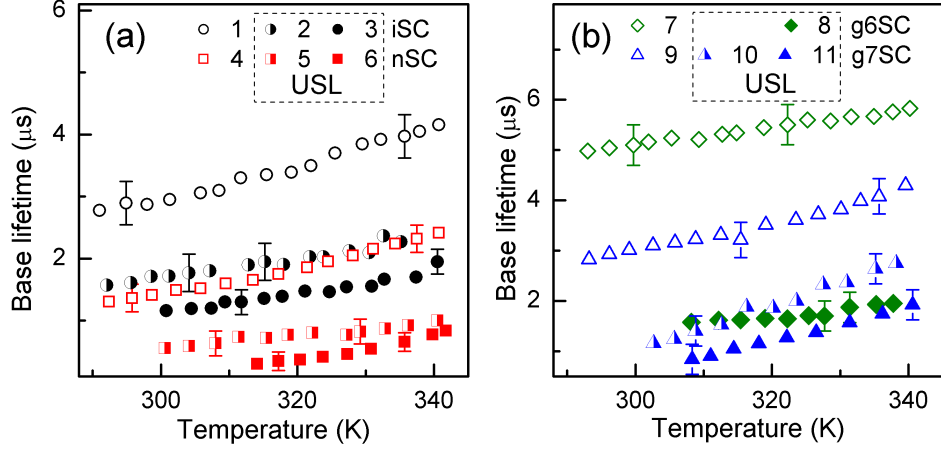 (a)
1 2 3 iSC
4 5 6 nSC
USL
6
4
2
Base lifetime (μs)
300 320 340
Temperature (K)
(b)
7 8 g6SC
9 10 11 g7SC
USL
6
4
2
Base lifetime (μs)
300 320 340
Temperature (K)